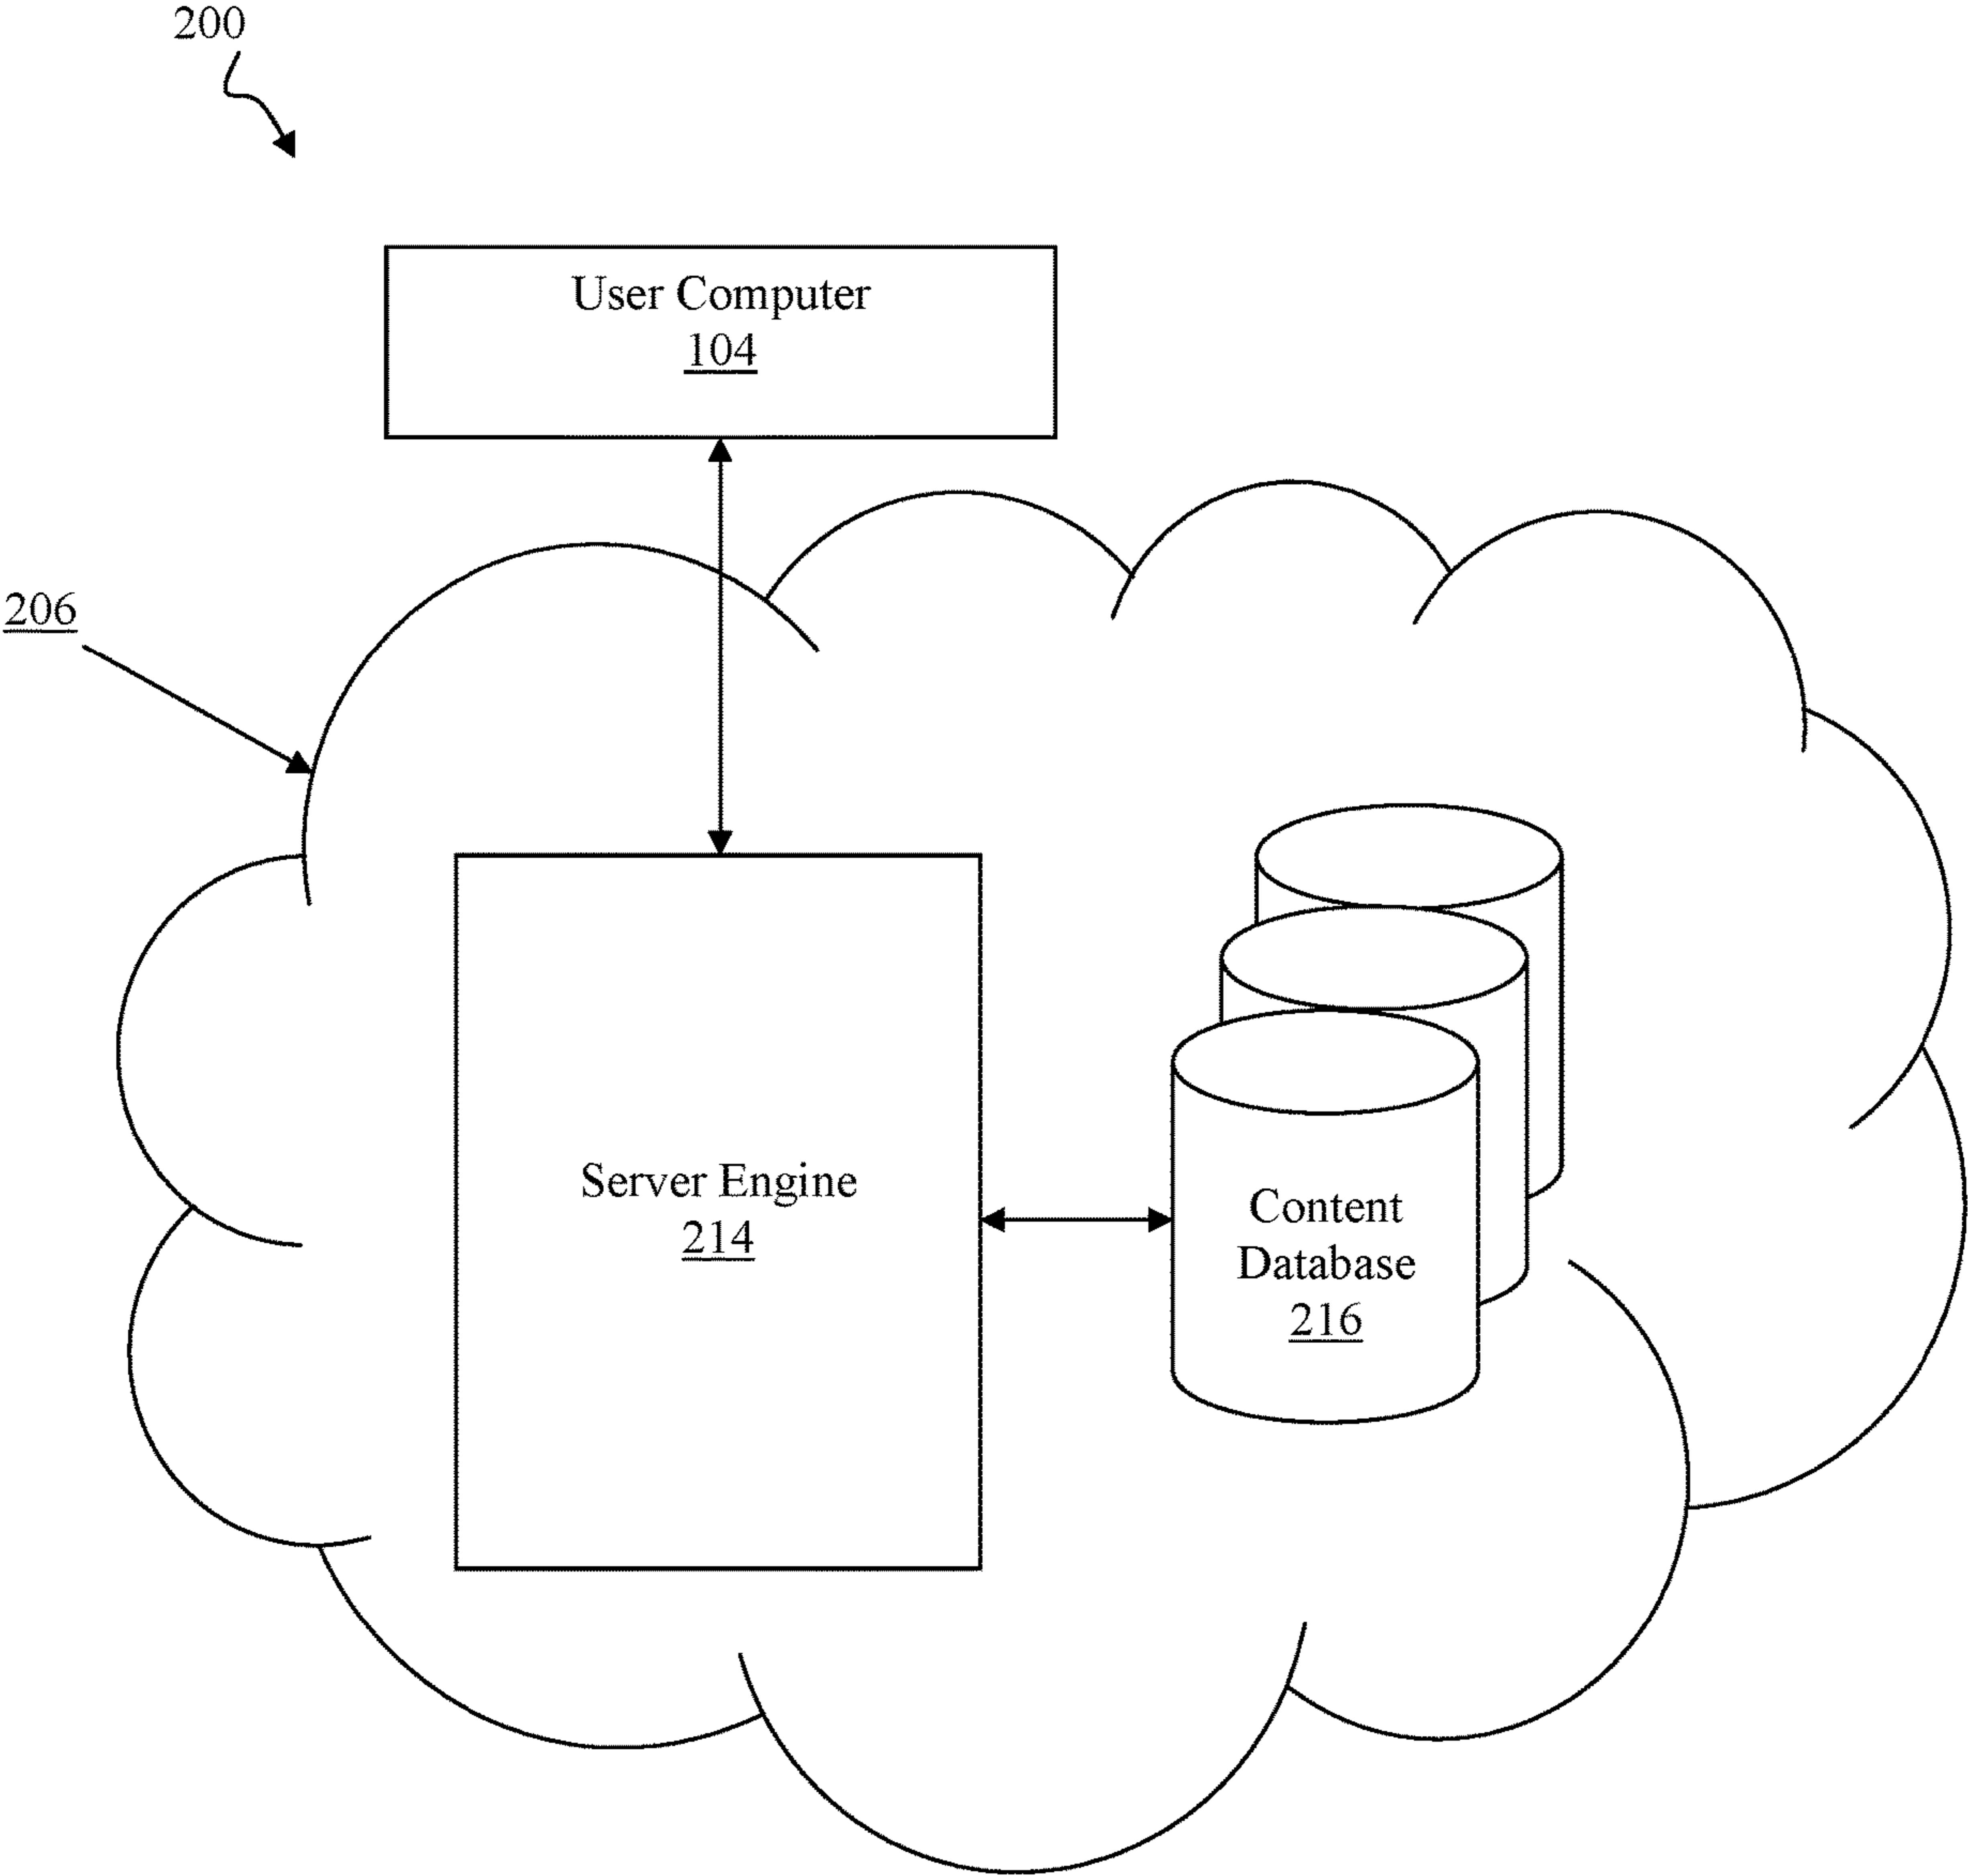 200
User Computer
104
206
Server Engine
214
Content
Database
216